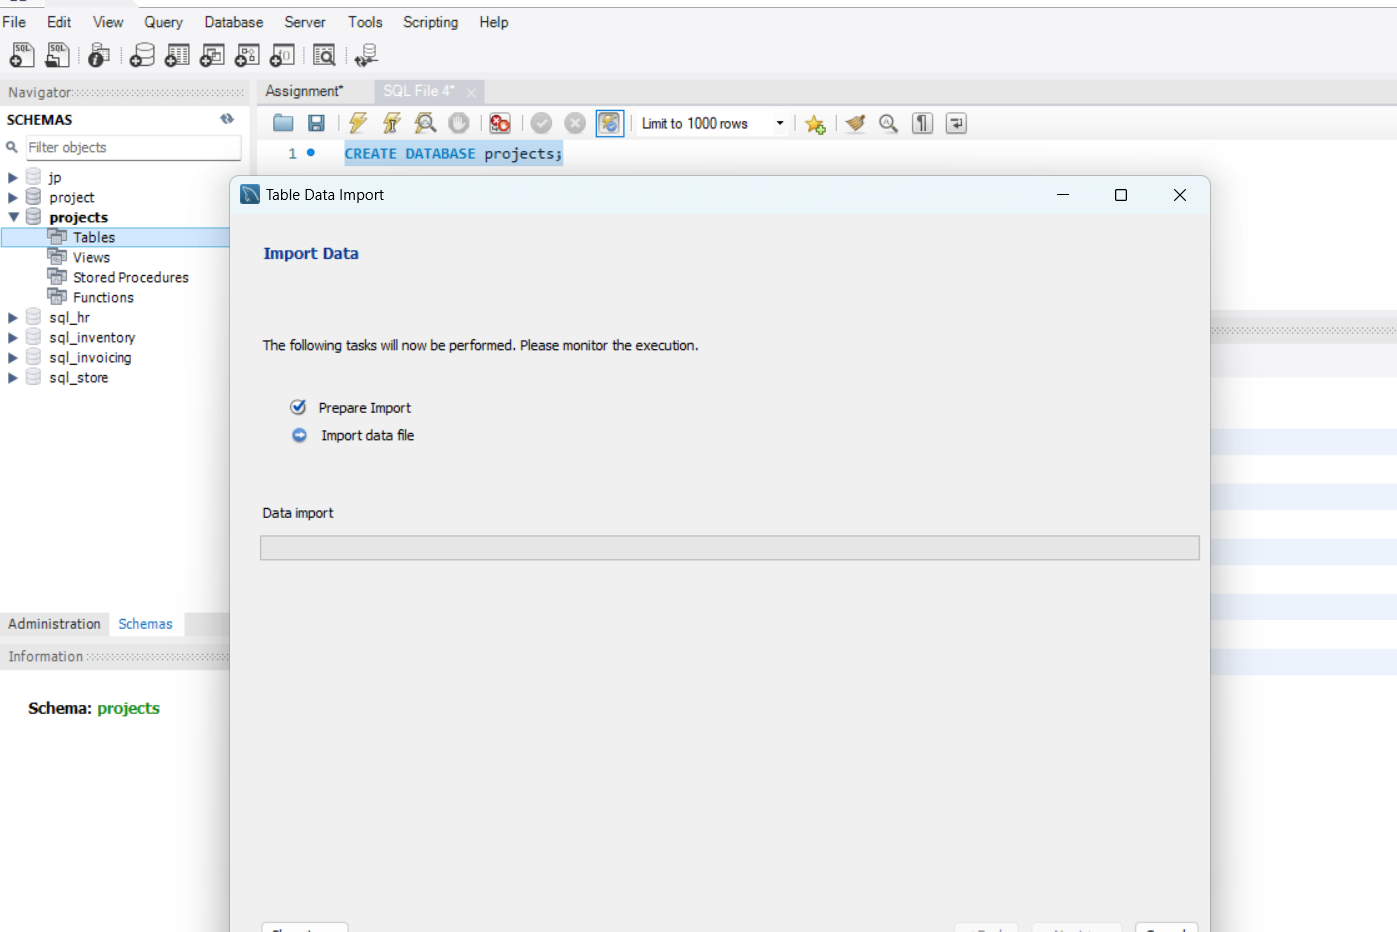 File Edit View Query Database Server Tools Scripting Help
Navigator
SCHEMAS
Filter objects
jp
project
projects
Tables
Views
Stored Procedures
Functions
sql_hr
sql_inventory
sql_invoicing
sql_store
Administration Schemas
Information
Schema: projects
Assignment* SQL File 4*
Limit to 1000 rows
1 CREATE DATABASE projects;
Table Data Import
Import Data
The following tasks will now be performed. Please monitor the execution.
Prepare Import
Import data file
Data import